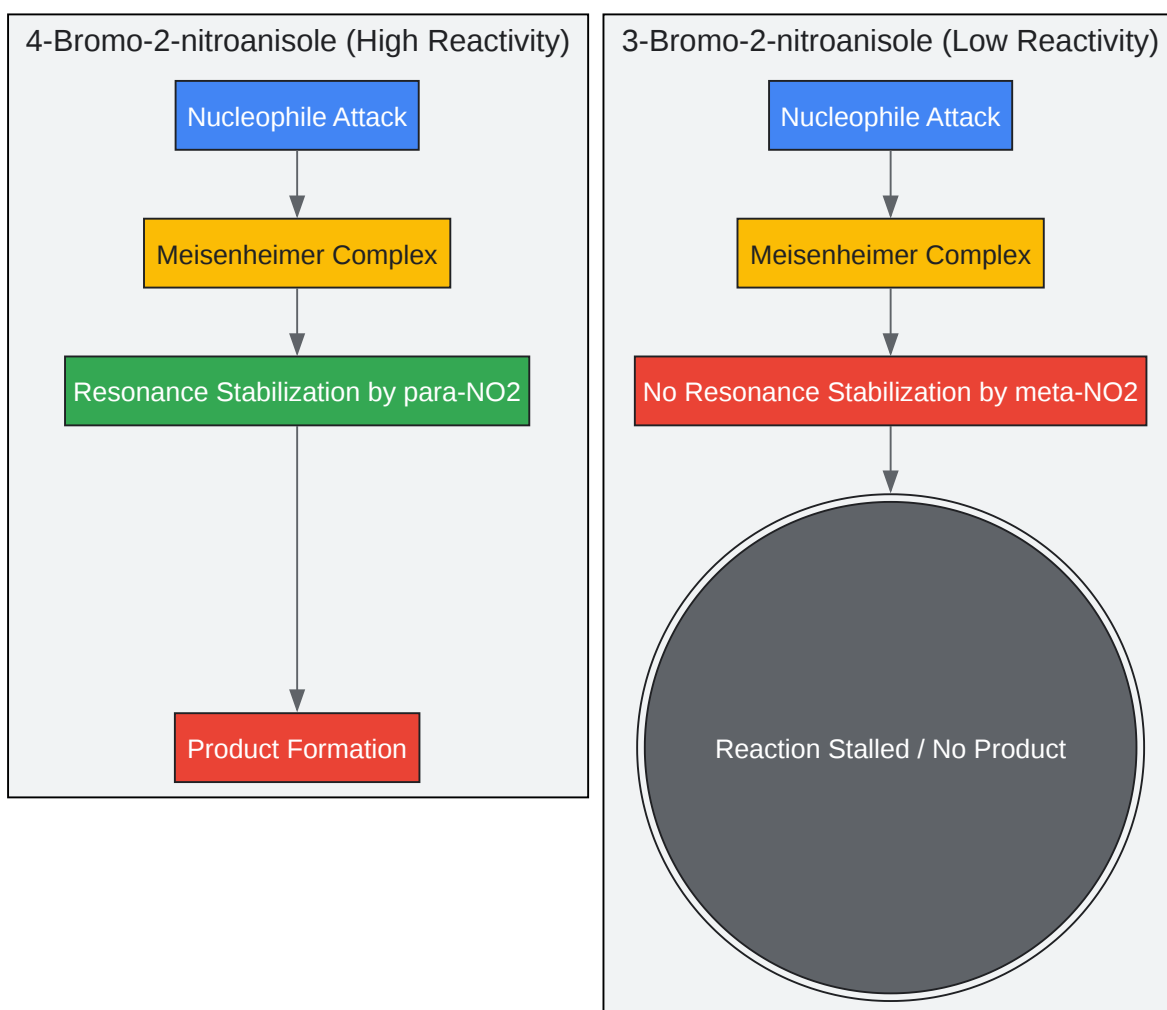 4-Bromo-2-nitroanisole (High Reactivity)
Nucleophile Attack
Meisenheimer Complex
Resonance Stabilization by para-NO2
Product Formation
3-Bromo-2-nitroanisole (Low Reactivity)
Nucleophile Attack
Meisenheimer Complex
No Resonance Stabilization by meta-NO2
Reaction Stalled / No Product